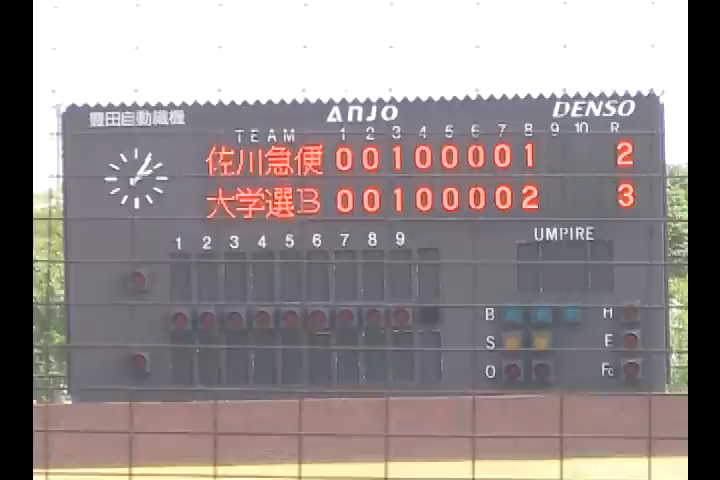 豊田自動織機 ANJO DENSO
TEAM 1 2 3 4 5 6 7 8 9 10 R
佐川急便 0 0 1 0 0 0 0 1 2
大学選B 0 0 1 0 0 0 0 2 3
1 2 3 4 5 6 7 8 9 UMPIRE
B H
S E
O Fc